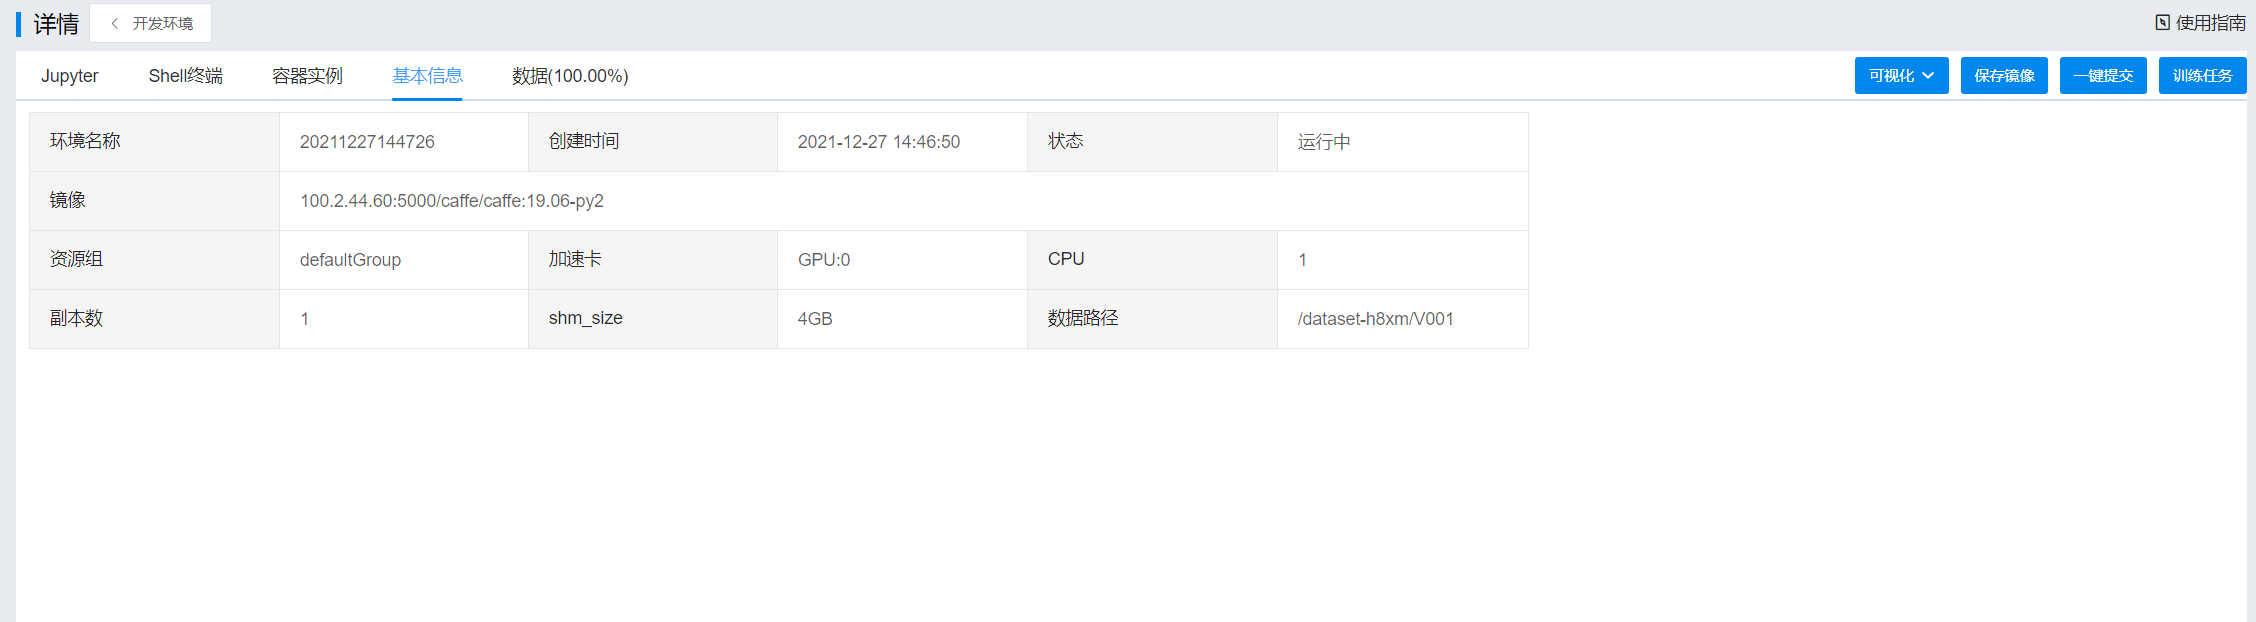 详情 开发环境 使用指南
Jupyter Shell终端 容器实例 基本信息 数据(100.00%) 可视化 保存镜像 一键提交 训练任务
环境名称 20211227144726 创建时间 2021-12-27 14:46:50 状态 运行中
镜像 100.2.44.60:5000/caffe/caffe:19.06-py2
资源组 defaultGroup 加速卡 GPU:0 CPU 1
副本数 1 shm_size 4GB 数据路径 /dataset-h8xm/V001